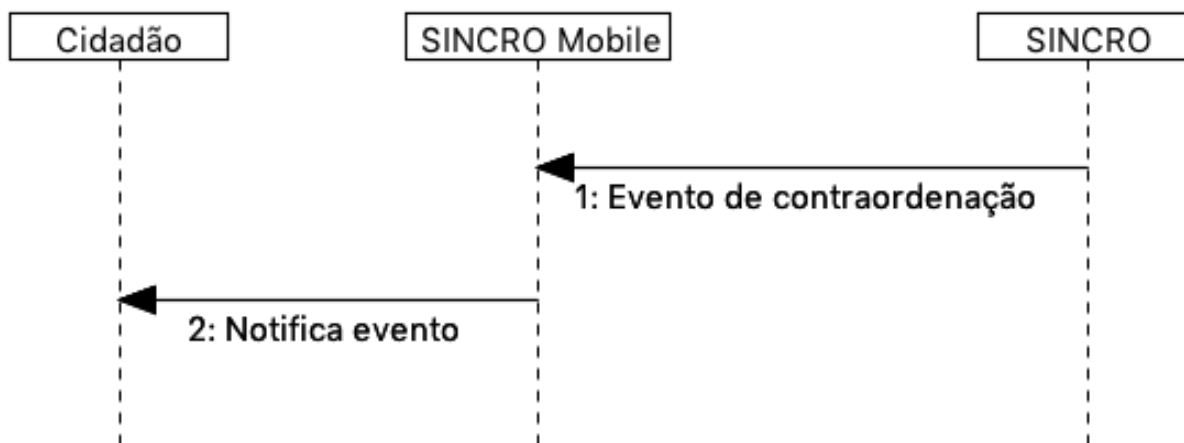 Cidadão
SINCRO Mobile
SINCRO
1: Evento de contraordenação
2: Notifica evento